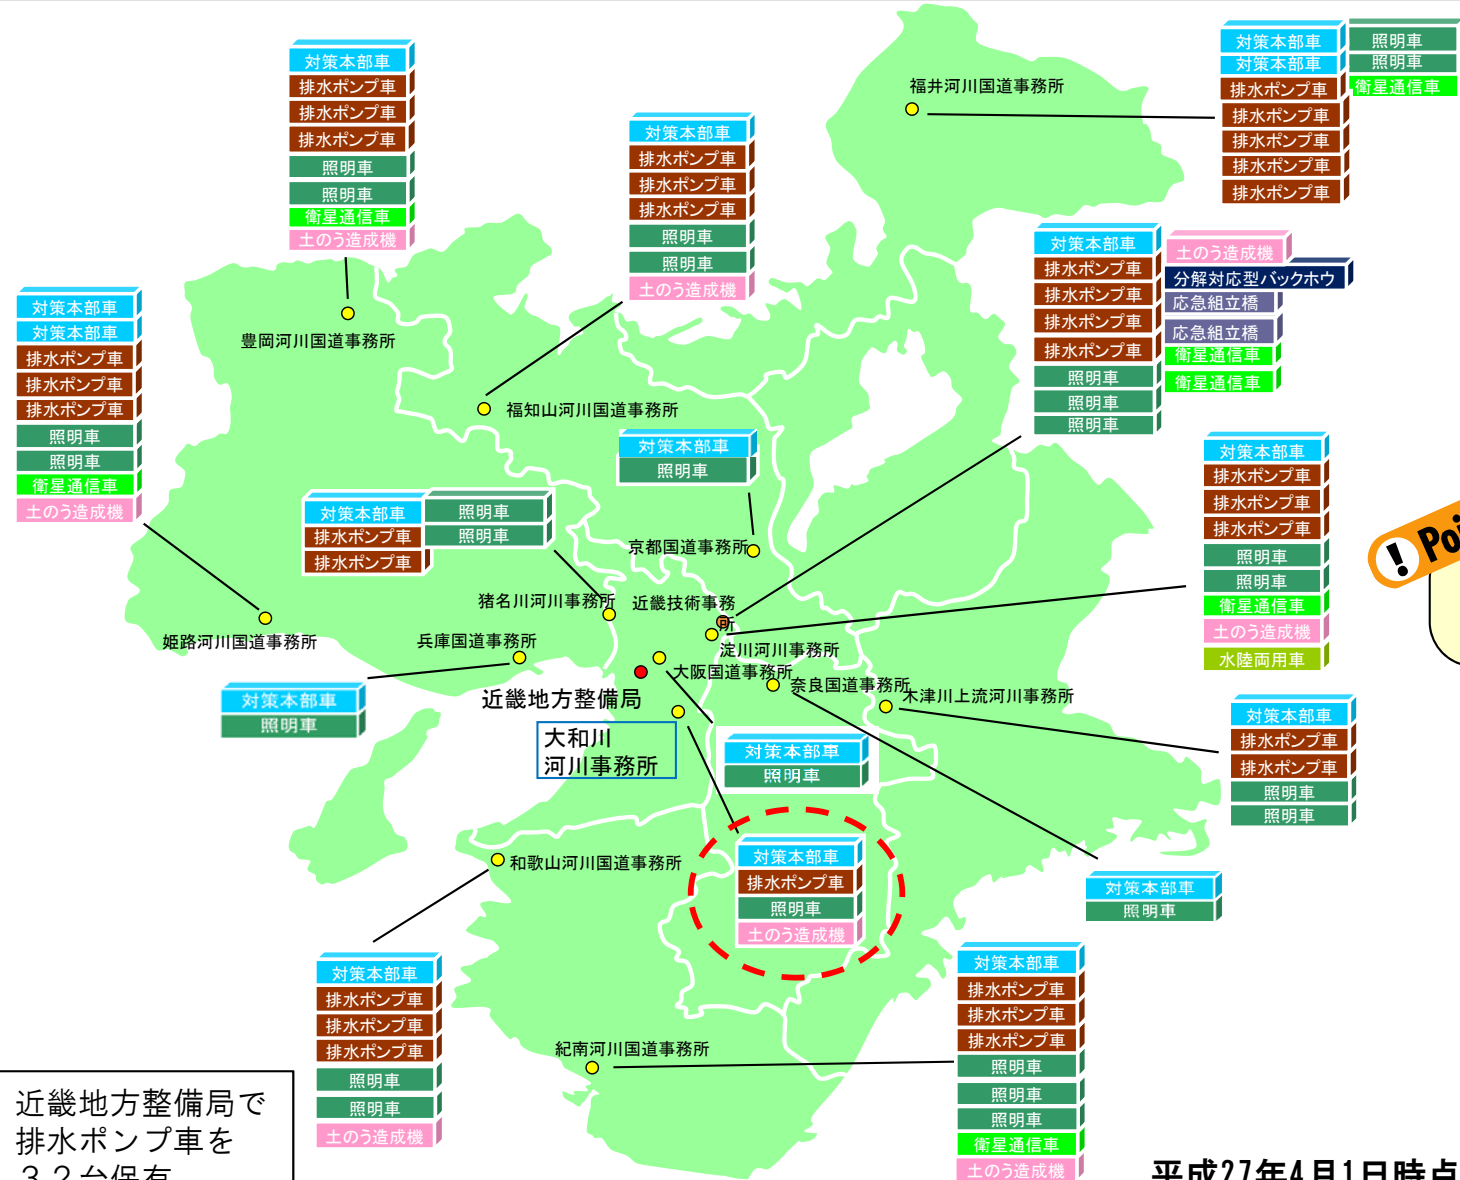 対策本部車
排水ポンプ車
排水ポンプ車
排水ポンプ車
照明車
照明車
衛星通信車
土のう造成機
豊岡河川国道事務所
対策本部車
排水ポンプ車
排水ポンプ車
排水ポンプ車
照明車
照明車
土のう造成機
福知山河川国道事務所
福井河川国道事務所
対策本部車
対策本部車
排水ポンプ車
排水ポンプ車
排水ポンプ車
排水ポンプ車
排水ポンプ車
照明車
照明車
衛星通信車
対策本部車
排水ポンプ車
排水ポンプ車
排水ポンプ車
排水ポンプ車
照明車
照明車
照明車
土のう造成機
分解対応型バックホウ
応急組立橋
応急組立橋
衛星通信車
衛星通信車
対策本部車
対策本部車
排水ポンプ車
排水ポンプ車
排水ポンプ車
照明車
照明車
衛星通信車
土のう造成機
姫路河川国道事務所
対策本部車
排水ポンプ車
排水ポンプ車
照明車
照明車
猪名川河川事務所
対策本部車
照明車
京都国道事務所
近畿技術事務
所
対策本部車
排水ポンプ車
排水ポンプ車
排水ポンプ車
照明車
照明車
衛星通信車
土のう造成機
水陸両用車
淀川河川事務所
兵庫国道事務所
対策本部車
照明車
大阪国道事務所
近畿地方整備局
奈良国道事務所
木津川上流河川事務所
大和川
河川事務所
対策本部車
照明車
対策本部車
排水ポンプ車
排水ポンプ車
照明車
照明車
対策本部車
排水ポンプ車
照明車
土のう造成機
対策本部車
照明車
和歌山河川国道事務所
対策本部車
排水ポンプ車
排水ポンプ車
排水ポンプ車
照明車
照明車
土のう造成機
紀南河川国道事務所
対策本部車
排水ポンプ車
排水ポンプ車
排水ポンプ車
照明車
照明車
照明車
衛星通信車
土のう造成機
近畿地方整備局で
排水ポンプ車を
３２台保有
平成27年4月1日時点